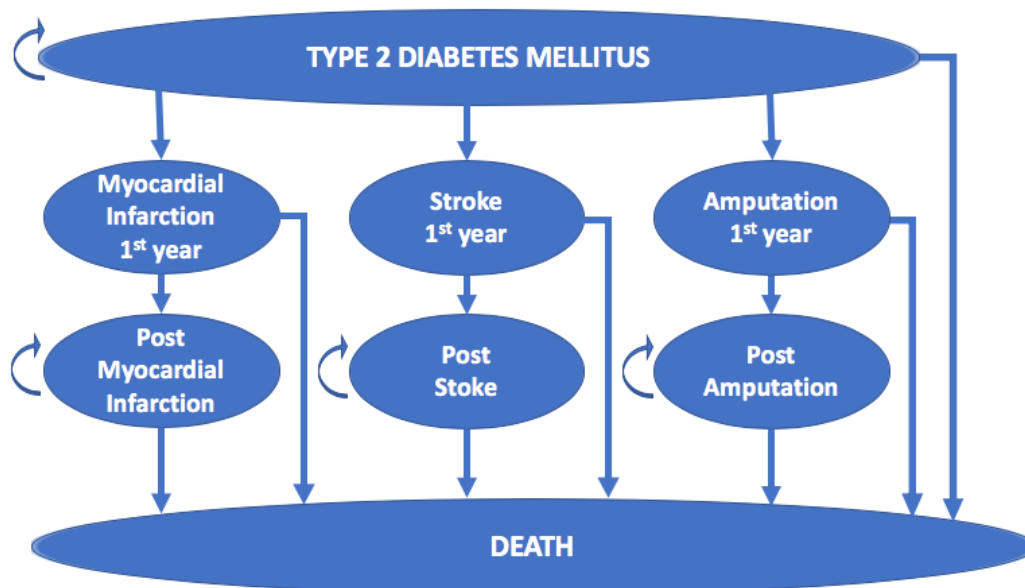 TYPE 2 DIABETES MELLITUS
Myocardial
Infarction
1st year
Stroke
1st year
Amputation
1st year
Post
Myocardial
Infarction
Post
Stoke
Post
Amputation
DEATH